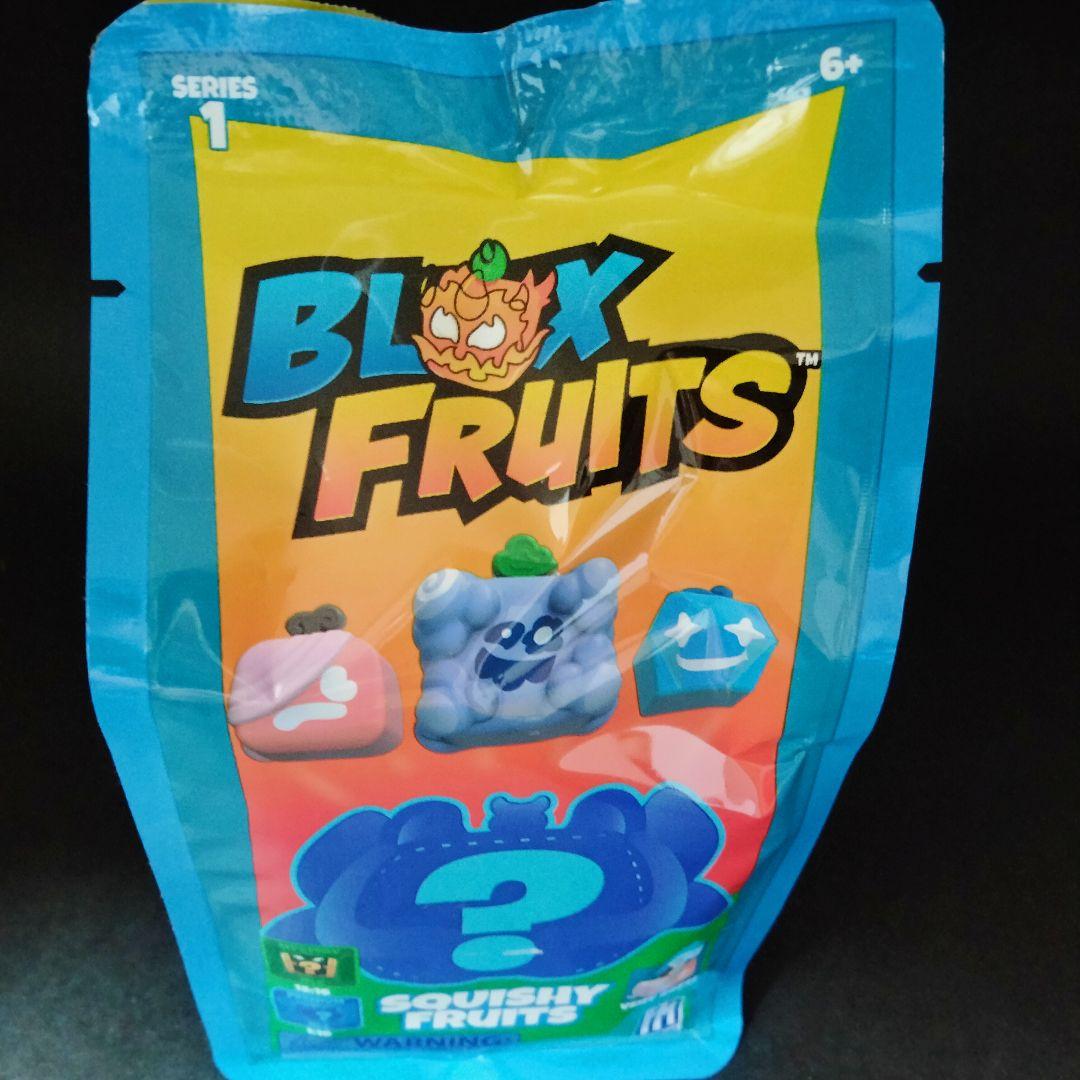 SERIES
1
6+
BLOX
FRUITS™
?
SQUISHY
FRUITS
WARNING: